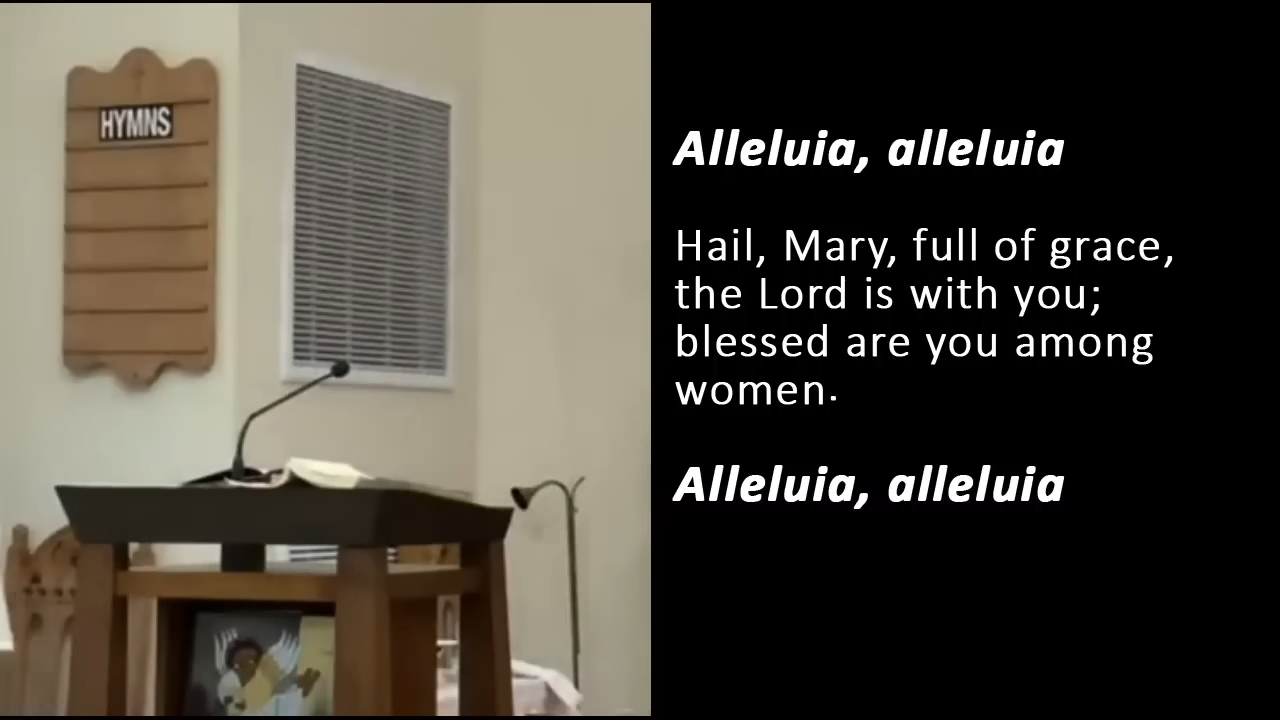 HYMNS
Alleluia, alleluia
Hail, Mary, full of grace,
the Lord is with you;
blessed are you among
women.
Alleluia, alleluia